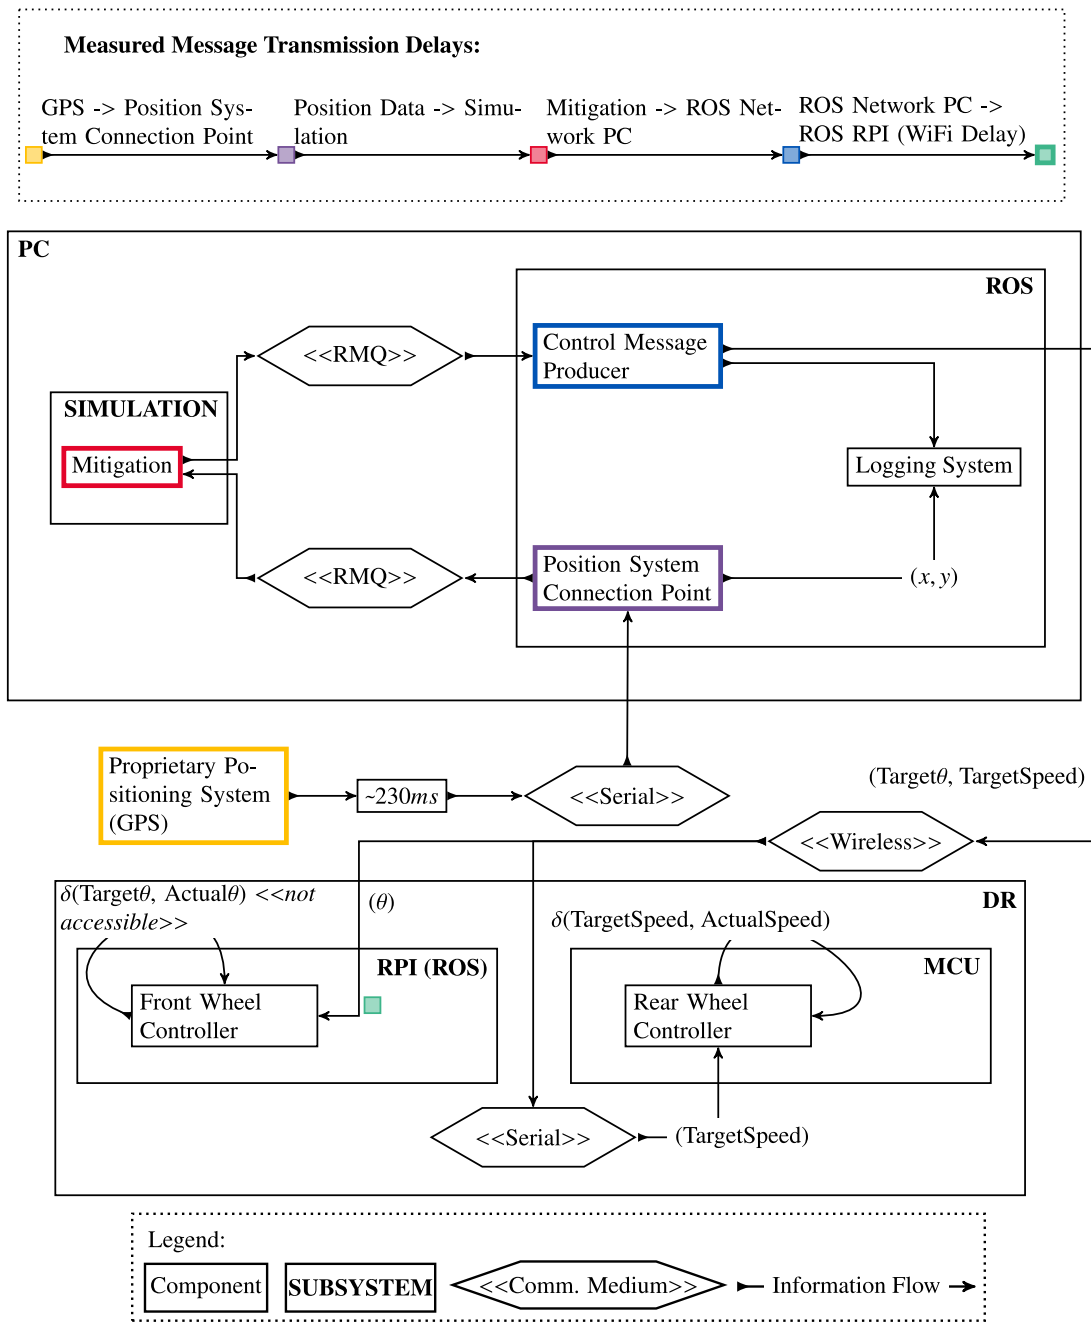 Measured Message Transmission Delays:
GPS -> Position Sys-
tem Connection Point
Position Data -> Simu-
lation
Mitigation -> ROS Net-
work PC
ROS Network PC ->
ROS RPI (WiFi Delay)
PC
ROS
<<RMQ>>
Control Message
Producer
SIMULATION
Mitigation
Logging System
<<RMQ>>
Position System
Connection Point
(x, y)
Proprietary Po-
sitioning System
(GPS)
~230ms
<<Serial>>
(Targetθ, TargetSpeed)
<<Wireless>>
DR
δ(Targetθ, Actualθ) <<not
accessible>>
(θ)
δ(TargetSpeed, ActualSpeed)
RPI (ROS)
MCU
Front Wheel
Controller
Rear Wheel
Controller
<<Serial>>
(TargetSpeed)
Legend:
Component
SUBSYSTEM
<<Comm. Medium>>
Information Flow